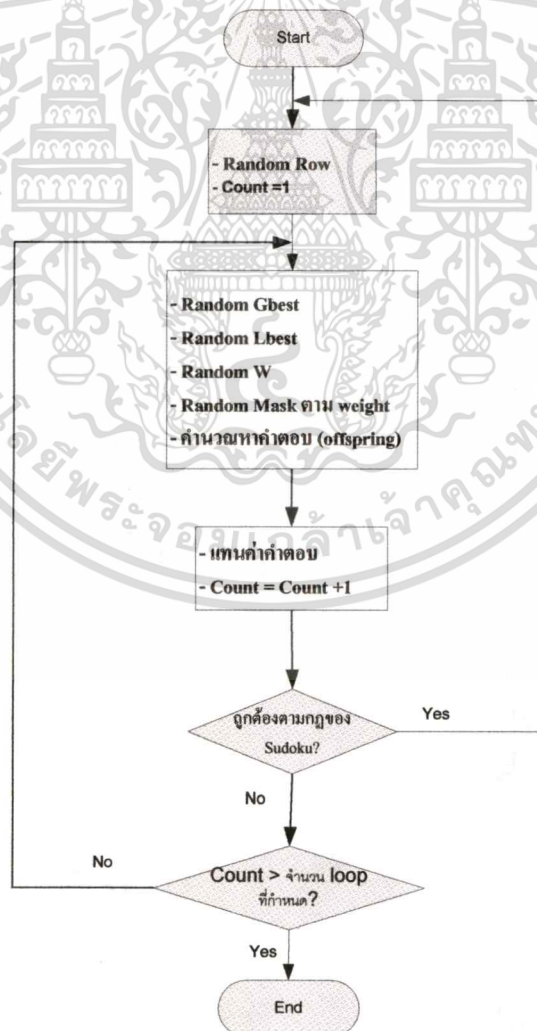 Start
- Random Row
- Count =1
- Random Gbest
- Random Lbest
- Random W
- Random Mask ตาม weight
- คำนวณหาคำตอบ (offspring)
- แทนค่าคำตอบ
- Count = Count +1
ถูกต้องตามกฎของ
Sudoku?
Yes
No
Count > จำนวน loop
ที่กำหนด?
No
Yes
End